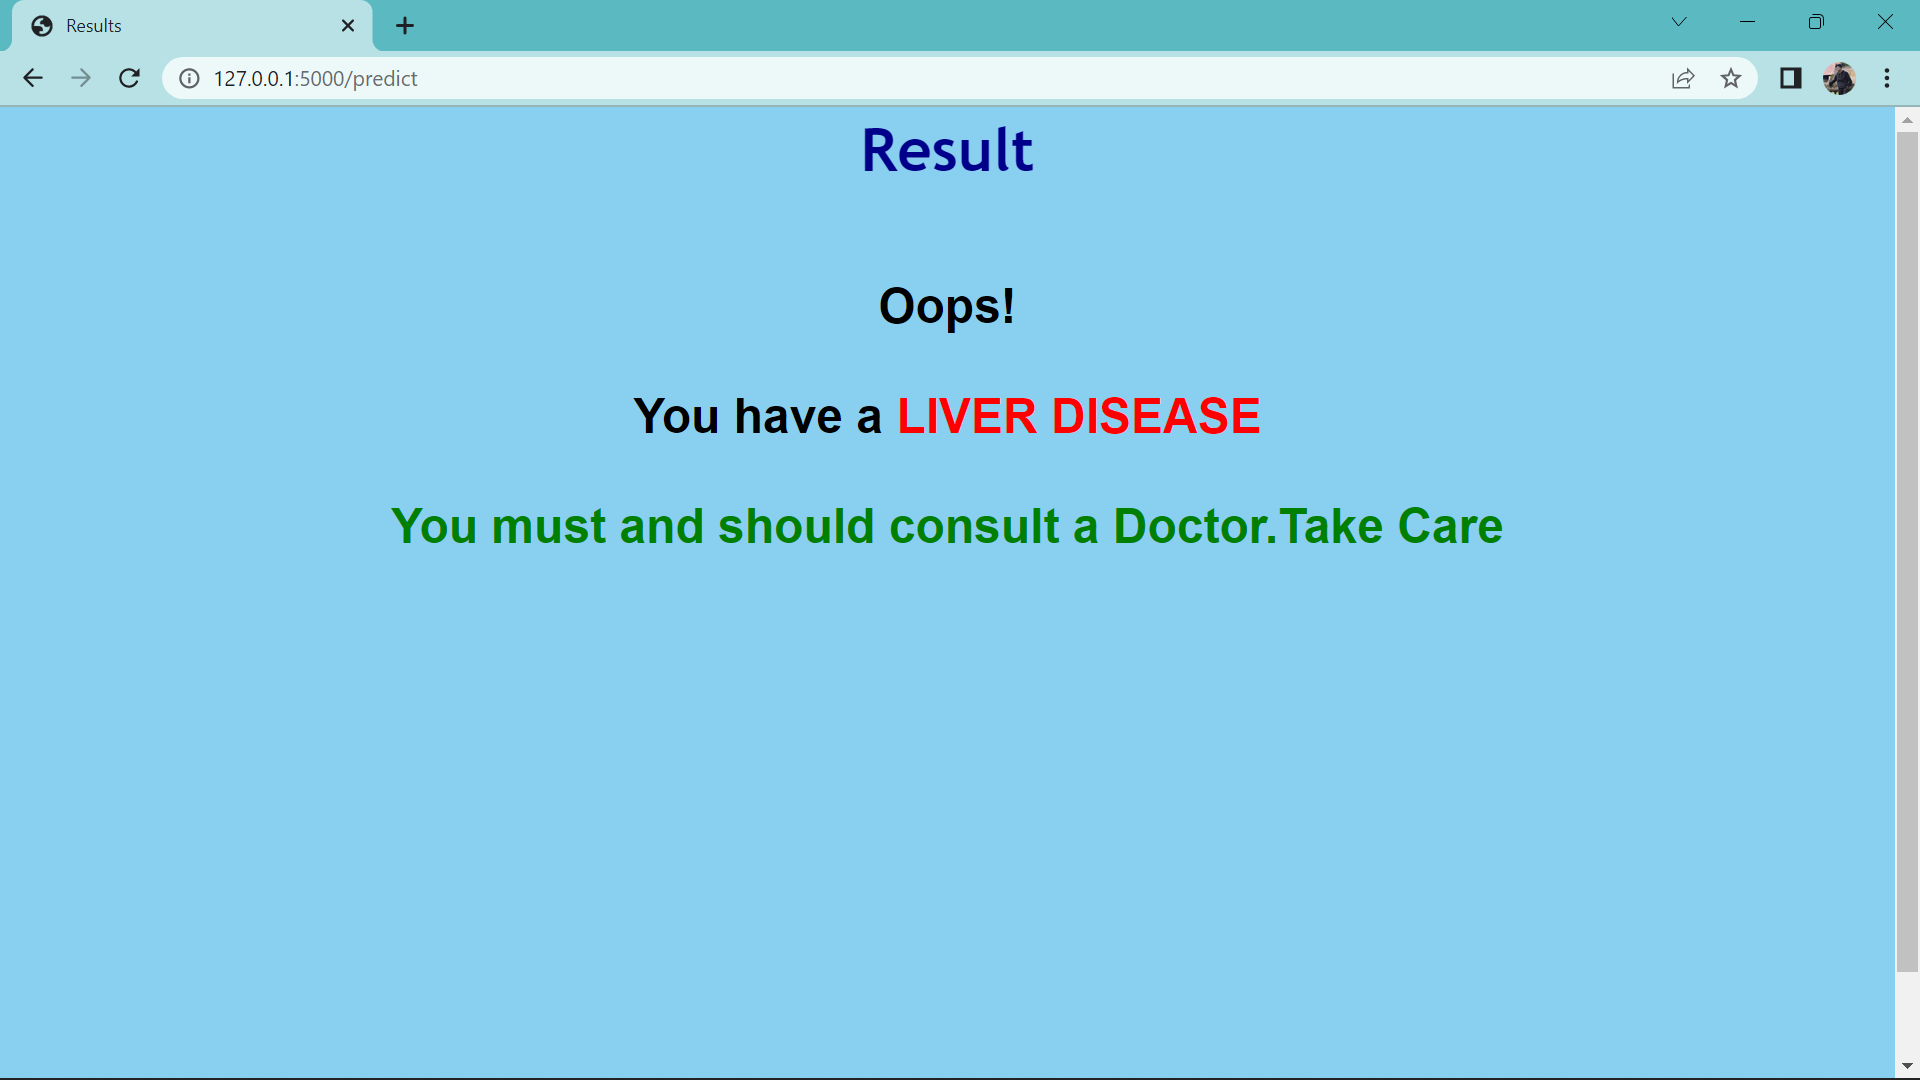 Results
127.0.0.1:5000/predict
Result
Oops!
You have a LIVER DISEASE
You must and should consult a Doctor.Take Care